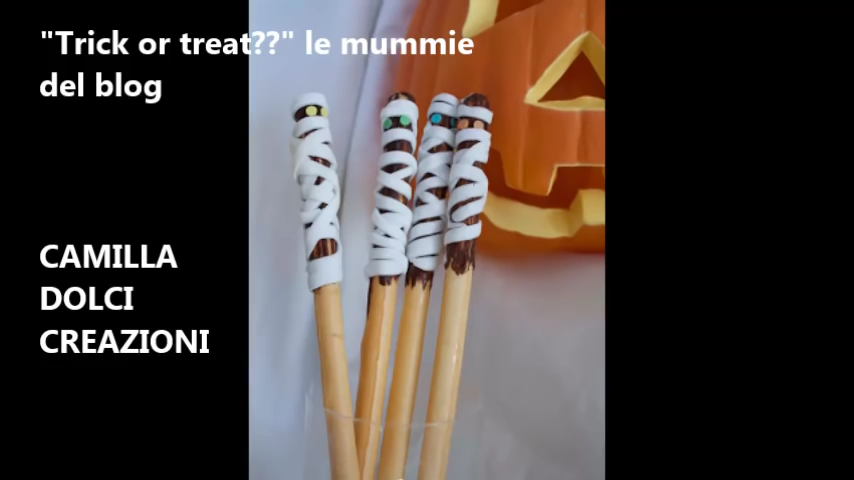 "Trick or treat??" le mummie
del blog
CAMILLA
DOLCI
CREAZIONI